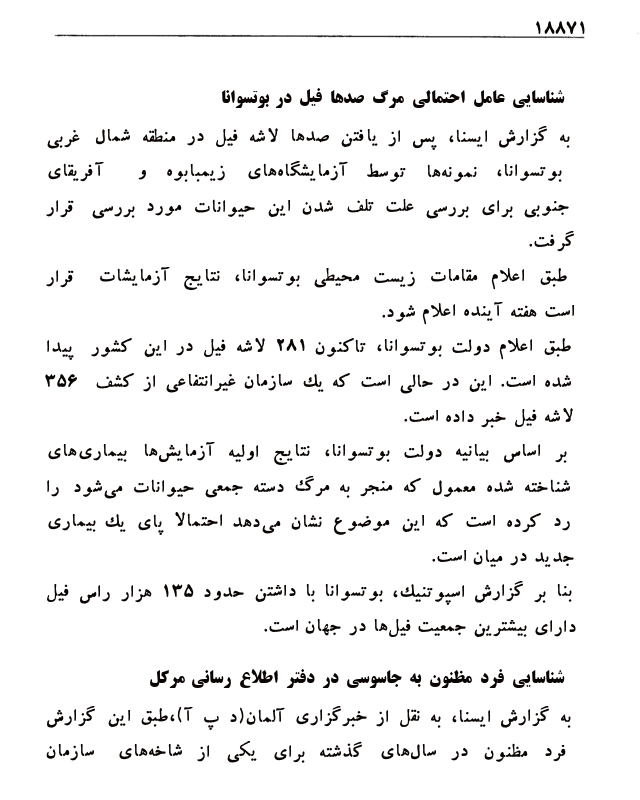 ۱۸۸۷۱
شناسایی عامل احتمالی مرگ صدها فیل در بوتسوانا
به گزارش ایسنا، پس از یافتن صدها لاشه فیل در منطقه شمال غربی
بوتسوانا، نمونه‌ها توسط آزمایشگاه‌های زیمبابوه و آفریقای
جنوبی برای بررسی علت تلف شدن این حیوانات مورد بررسی قرار
گرفت.
طبق اعلام مقامات زیست محیطی بوتسوانا، نتایج آزمایشات قرار
است هفته آینده اعلام شود.
طبق اعلام دولت بوتسوانا، تاکنون ۲۸۱ لاشه فیل در این کشور پیدا
شده است. این در حالی است که یك سازمان غیرانتفاعی از کشف ۳۵۶
لاشه فیل خبر داده است.
بر اساس بیانیه دولت بوتسوانا، نتایج اولیه آزمایش‌ها بیماری‌های
شناخته شده معمول که منجر به مرگ دسته جمعی حیوانات می‌شود را
رد کرده است که این موضوع نشان می‌دهد احتمالا پای یك بیماری
جدید در میان است.
بنا بر گزارش اسپوتنیك، بوتسوانا با داشتن حدود ۱۳۵ هزار راس فیل
دارای بیشترین جمعیت فیل‌ها در جهان است.
شناسایی فرد مظنون به جاسوسی در دفتر اطلاع رسانی مرکل
به گزارش ایسنا، به نقل از خبرگزاری آلمان(د پ آ)،طبق این گزارش
فرد مظنون در سال‌های گذشته برای یکی از شاخه‌های سازمان